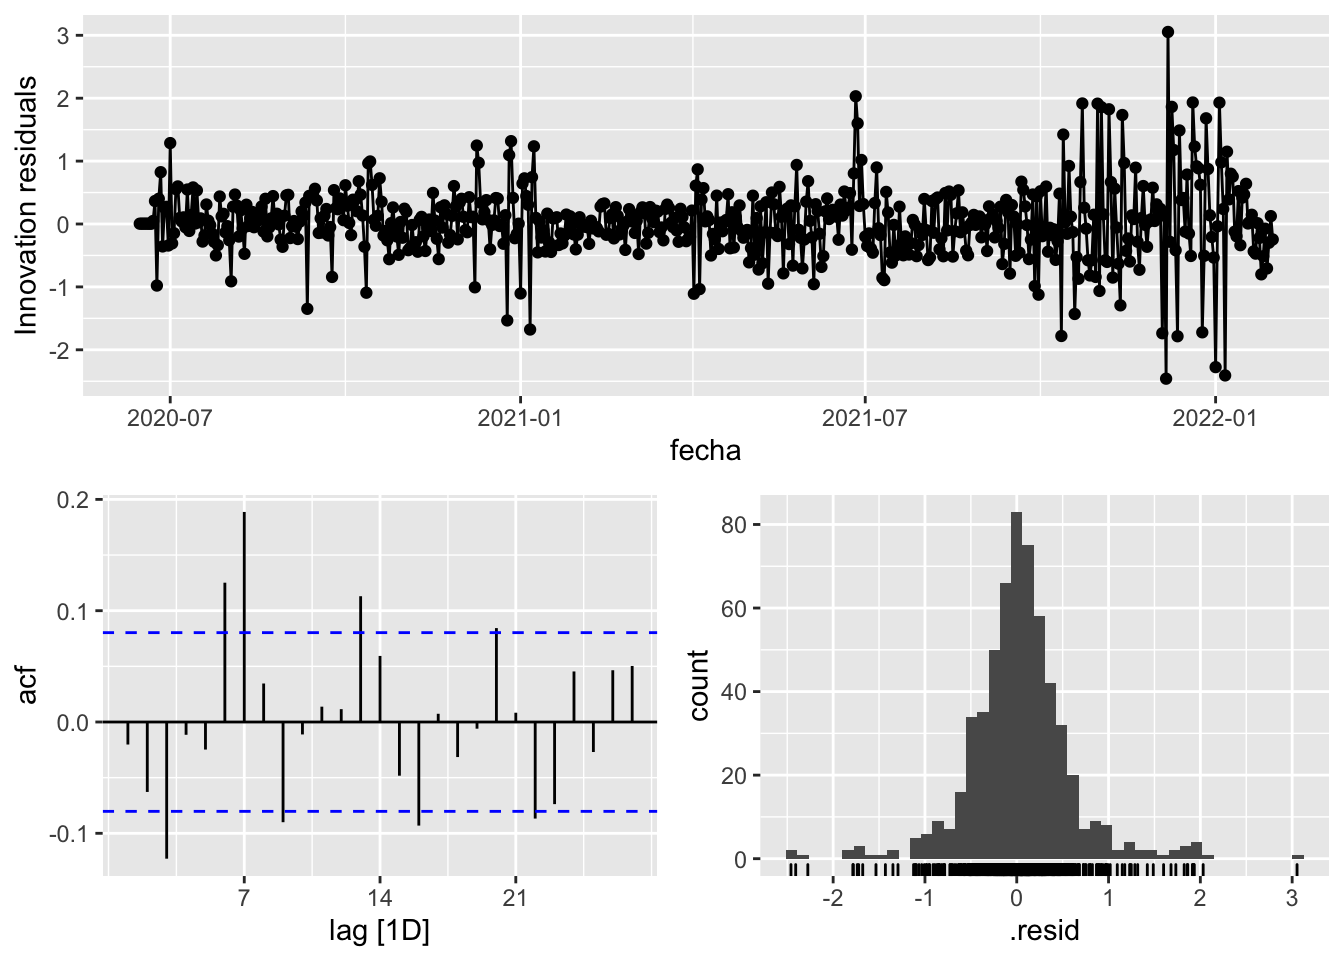 Innovation residuals
3
2
1
0
-1
-2
2020-07 2021-01 2021-07 2022-01
fecha
acf
0.2
0.1
0.0
-0.1
7 14 21
lag [1D]
count
80
60
40
20
0
-2 -1 0 1 2 3
.resid